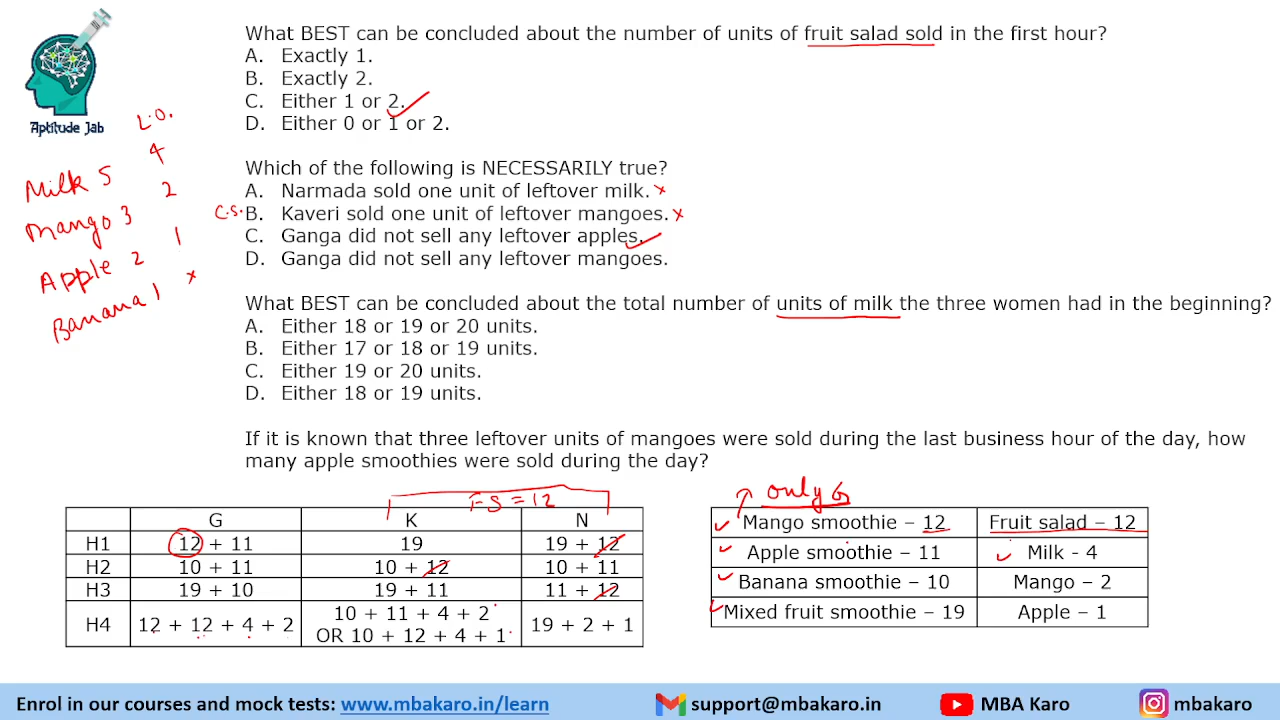 What BEST can be concluded about the number of units of fruit salad sold in the first hour?
A. Exactly 1.
B. Exactly 2.
C. Either 1 or 2.
D. Either 0 or 1 or 2.
Aptitude Jab
L.O.
Milk 5 4
Mango 3 2
Apple 2 1
Banana 1 x
Which of the following is NECESSARILY true?
A. Narmada sold one unit of leftover milk. x
C.S. B. Kaveri sold one unit of leftover mangoes. x
C. Ganga did not sell any leftover apples.
D. Ganga did not sell any leftover mangoes.
What BEST can be concluded about the total number of units of milk the three women had in the beginning?
A. Either 18 or 19 or 20 units.
B. Either 17 or 18 or 19 units.
C. Either 19 or 20 units.
D. Either 18 or 19 units.
If it is known that three leftover units of mangoes were sold during the last business hour of the day, how
many apple smoothies were sold during the day?
FS = 12
G K N
H1 12 + 11 19 19 + 12
H2 10 + 11 10 + 12 10 + 11
H3 19 + 10 19 + 11 11 + 12
H4 12 + 12 + 4 + 2 10 + 11 + 4 + 2 19 + 2 + 1
OR 10 + 12 + 4 + 1
only G
Mango smoothie – 12 Fruit salad – 12
Apple smoothie – 11 Milk - 4
Banana smoothie – 10 Mango – 2
Mixed fruit smoothie – 19 Apple – 1
Enrol in our courses and mock tests: www.mbakaro.in/learn support@mbakaro.in MBA Karo mbakaro